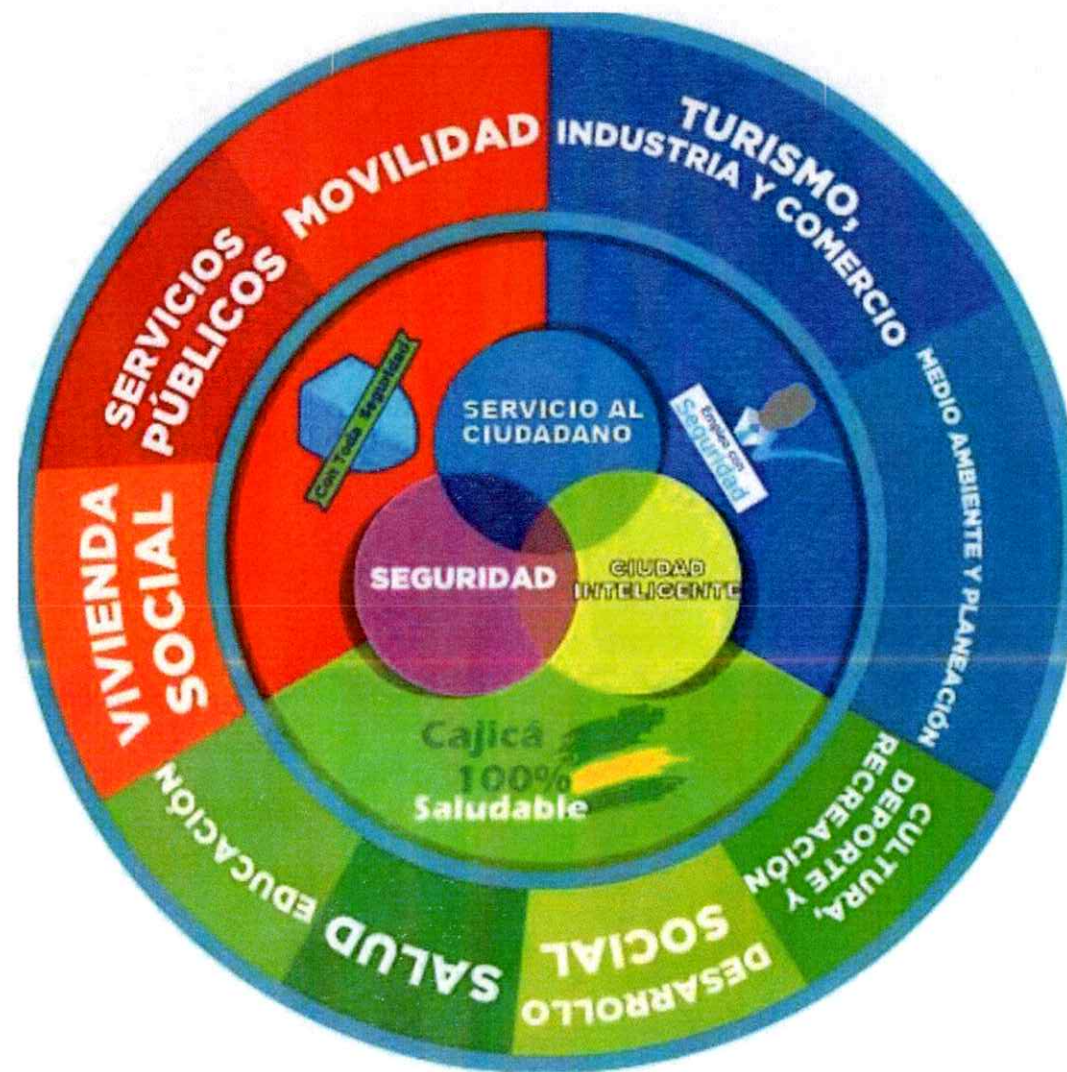 MOVILIDAD
TURISMO,
INDUSTRIA Y COMERCIO
MEDIO AMBIENTE Y PLANEACIÓN
CULTURA,
DEPORTE Y
RECREACIÓN
DESARROLLO
SOCIAL
SALUD
EDUCACIÓN
VIVIENDA
SOCIAL
SERVICIOS
PÚBLICOS
Con Toda Seguridad
Empleo con
Seguridad
SERVICIO AL
CIUDADANO
SEGURIDAD
CIUDAD
INTELIGENTE
Cajicá
100%
Saludable